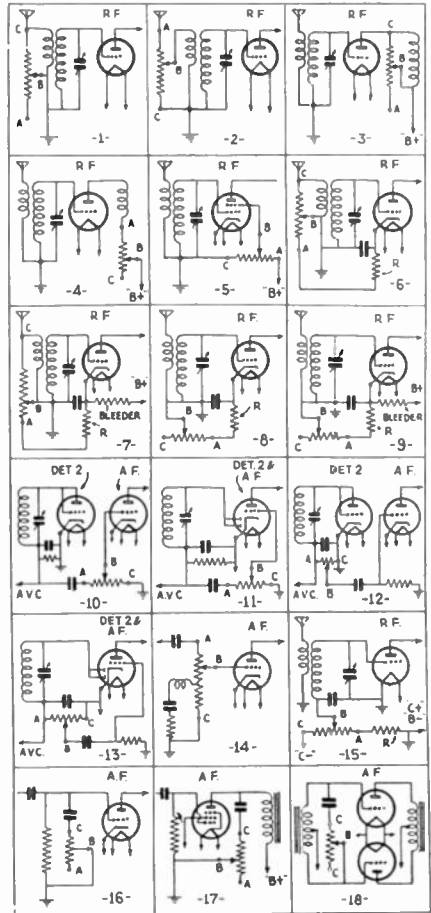 R F
C
B
A
-1-
R F
A
B
C
-2-
R F
C
B
A
B+
-3-
R F
A
B
C
B+
-4-
R F
B
C
A
B+
-5-
R F
C
B
A
R
-6-
R F
C
B
A
B+
BLEEDER
R
-7-
R F
B
C
A
R
-8-
R F
B
C
A
B+
BLEEDER
R
-9-
DET 2
A F.
A.V.C.
A
B
C
-10-
DET. 2 &
A F
A.V.C.
A
B
C
-11-
DET 2
A F.
A
C
B
A.V.C.
-12-
DET 2 &
A F.
A
C
B
A.V.C.
-13-
A F.
A
B
C
-14-
R F.
B
C
A
"C-"
R
C+
B-
-15-
A F.
C
B
A
-16-
A F.
C
B
A
B+
-17-
A F.
C
B
A
-18-